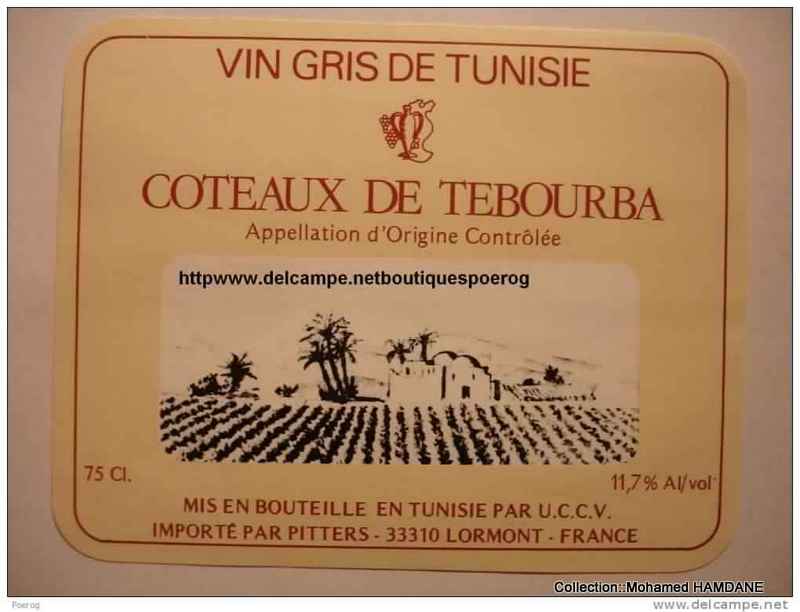 VIN GRIS DE TUNISIE
COTEAUX DE TEBOURBA
Appellation d'Origine Contrôlée
httpwww.delcampe.netboutiquespoerog
75 Cl.
11,7% Al/vol
MIS EN BOUTEILLE EN TUNISIE PAR U.C.C.V.
IMPORTÉ PAR PITTERS - 33310 LORMONT - FRANCE
Collection::Mohamed HAMDANE
Poerog
delcampe.net